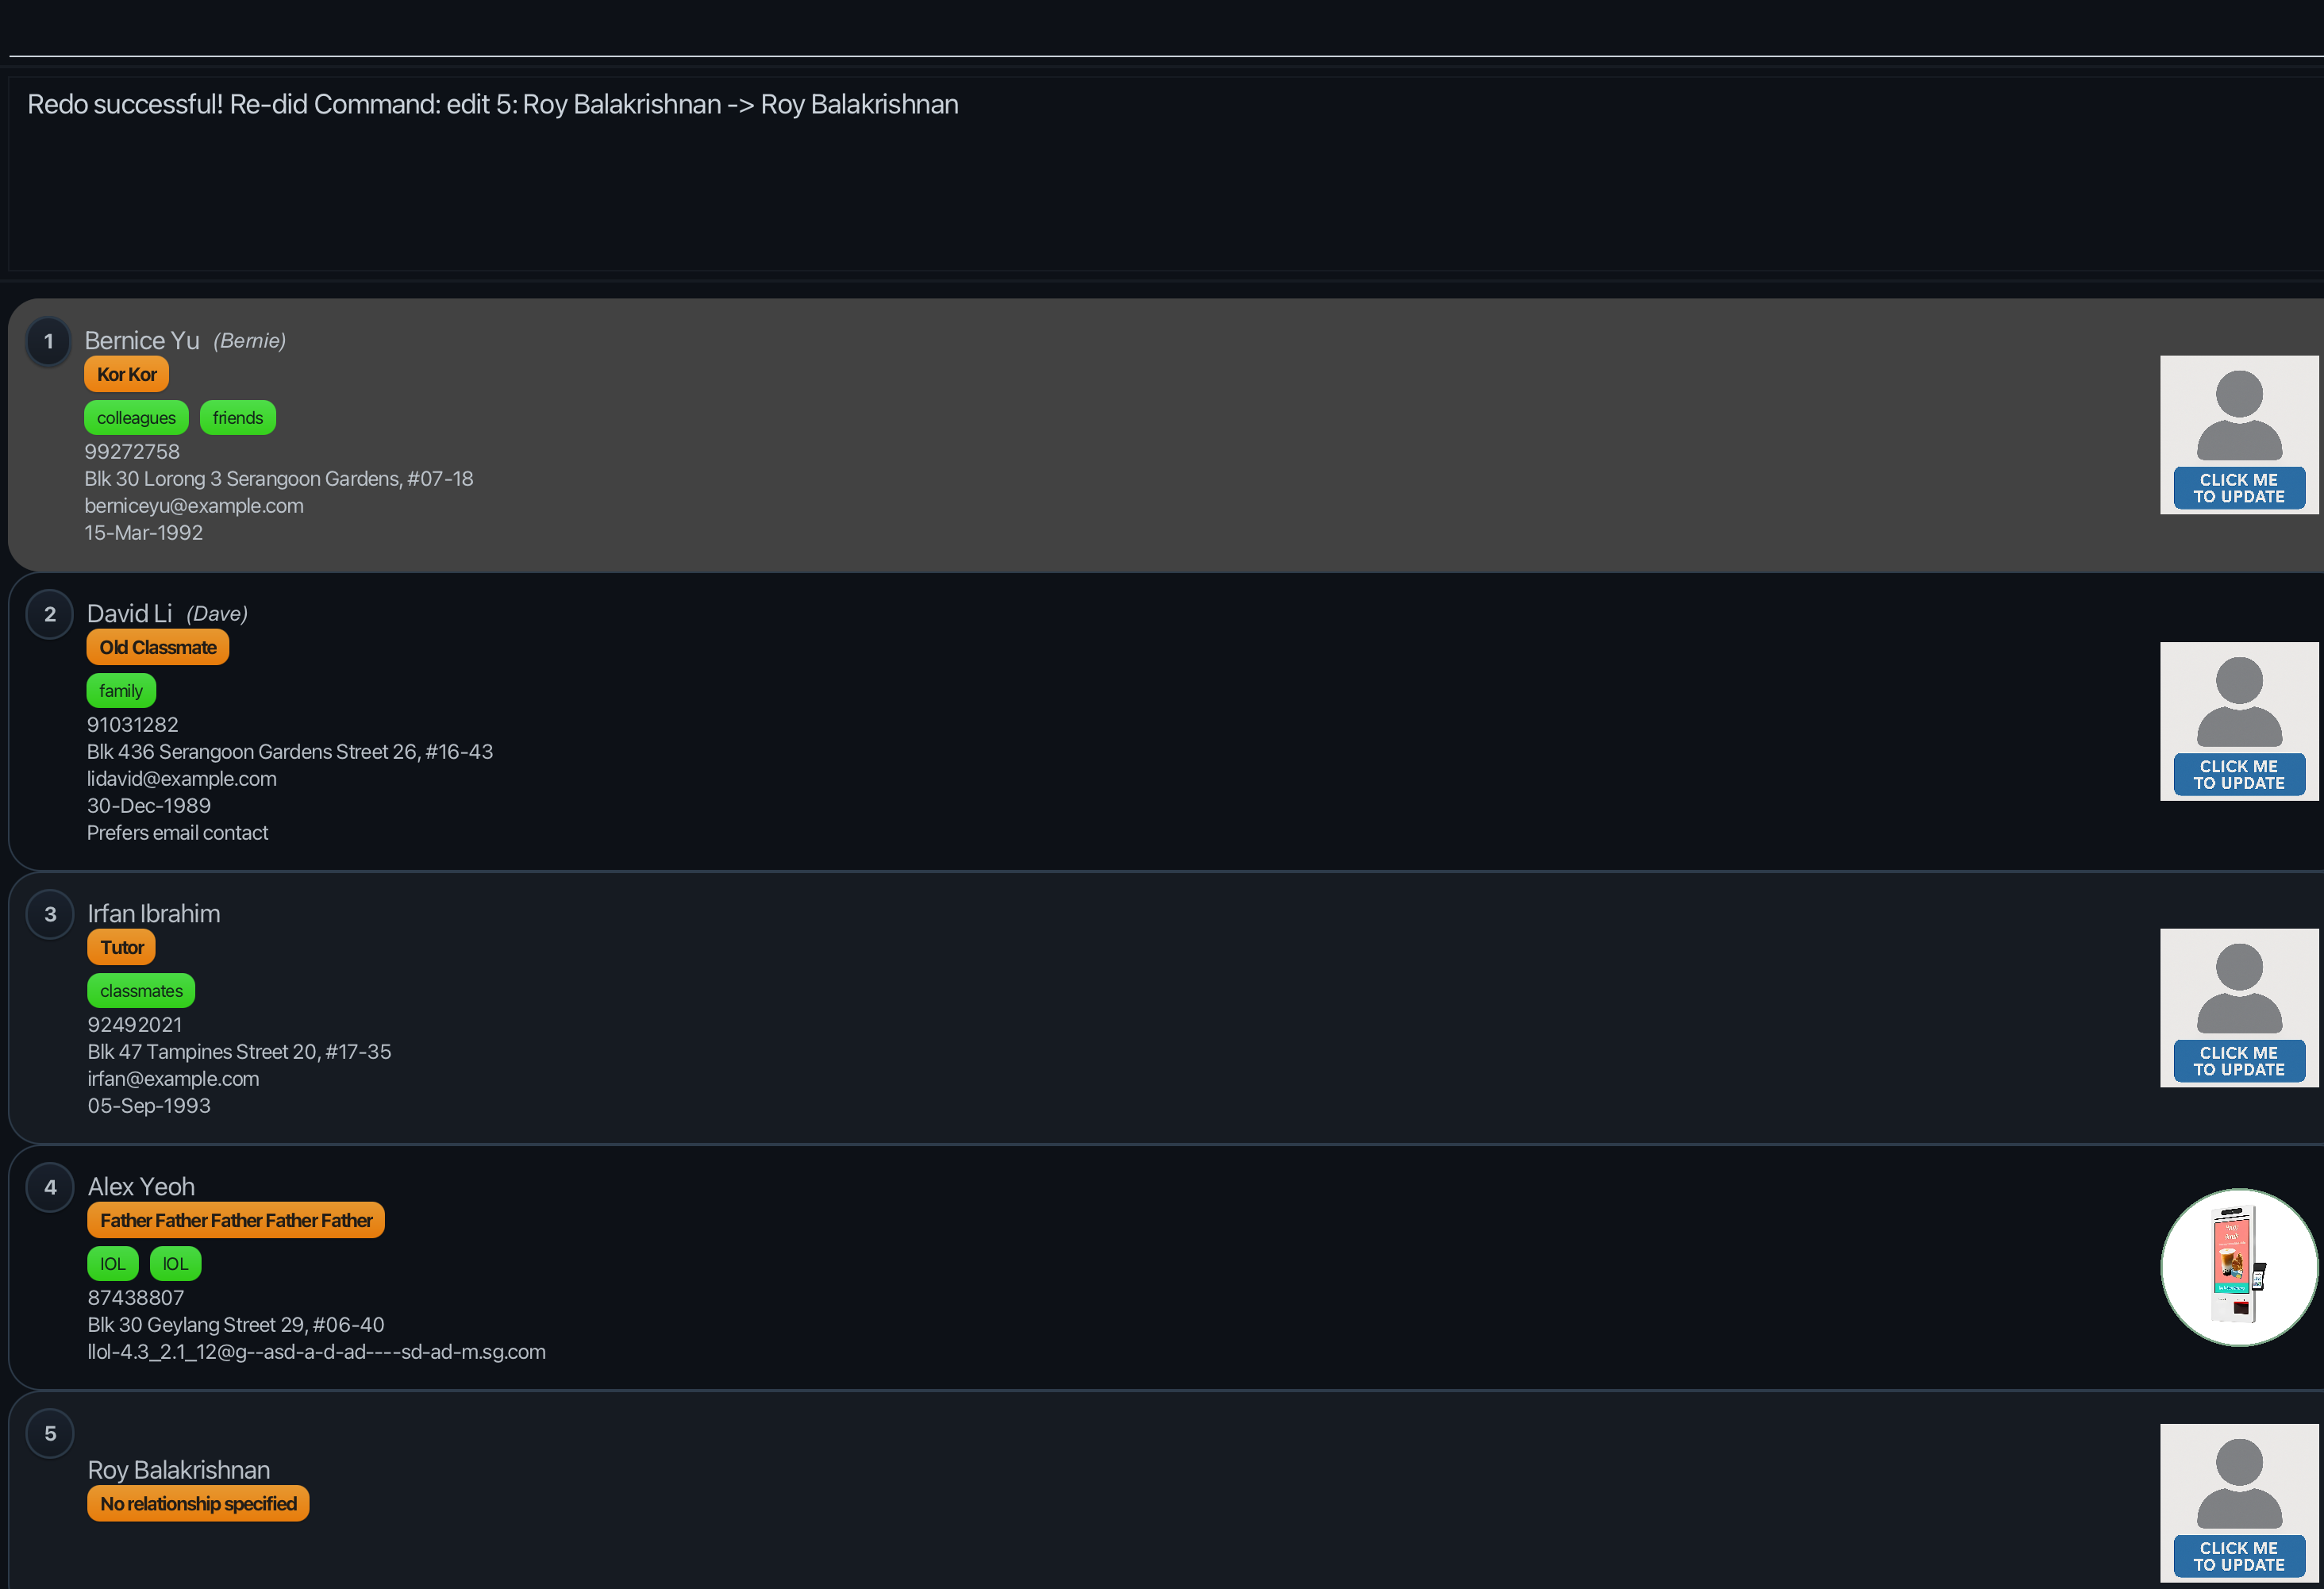 Redo successful! Re-did Command: edit 5: Roy Balakrishnan -> Roy Balakrishnan
1 Bernice Yu (Bernie)
Kor Kor
colleagues friends
99272758
Blk 30 Lorong 3 Serangoon Gardens, #07-18
berniceyu@example.com
15-Mar-1992
CLICK ME
TO UPDATE
2 David Li (Dave)
Old Classmate
family
91031282
Blk 436 Serangoon Gardens Street 26, #16-43
lidavid@example.com
30-Dec-1989
Prefers email contact
CLICK ME
TO UPDATE
3 Irfan Ibrahim
Tutor
classmates
92492021
Blk 47 Tampines Street 20, #17-35
irfan@example.com
05-Sep-1993
CLICK ME
TO UPDATE
4 Alex Yeoh
Father Father Father Father Father
lOL lOL
87438807
Blk 30 Geylang Street 29, #06-40
llol-4.3_2.1_12@g--asd-a-d-ad----sd-ad-m.sg.com
5
Roy Balakrishnan
No relationship specified
CLICK ME
TO UPDATE